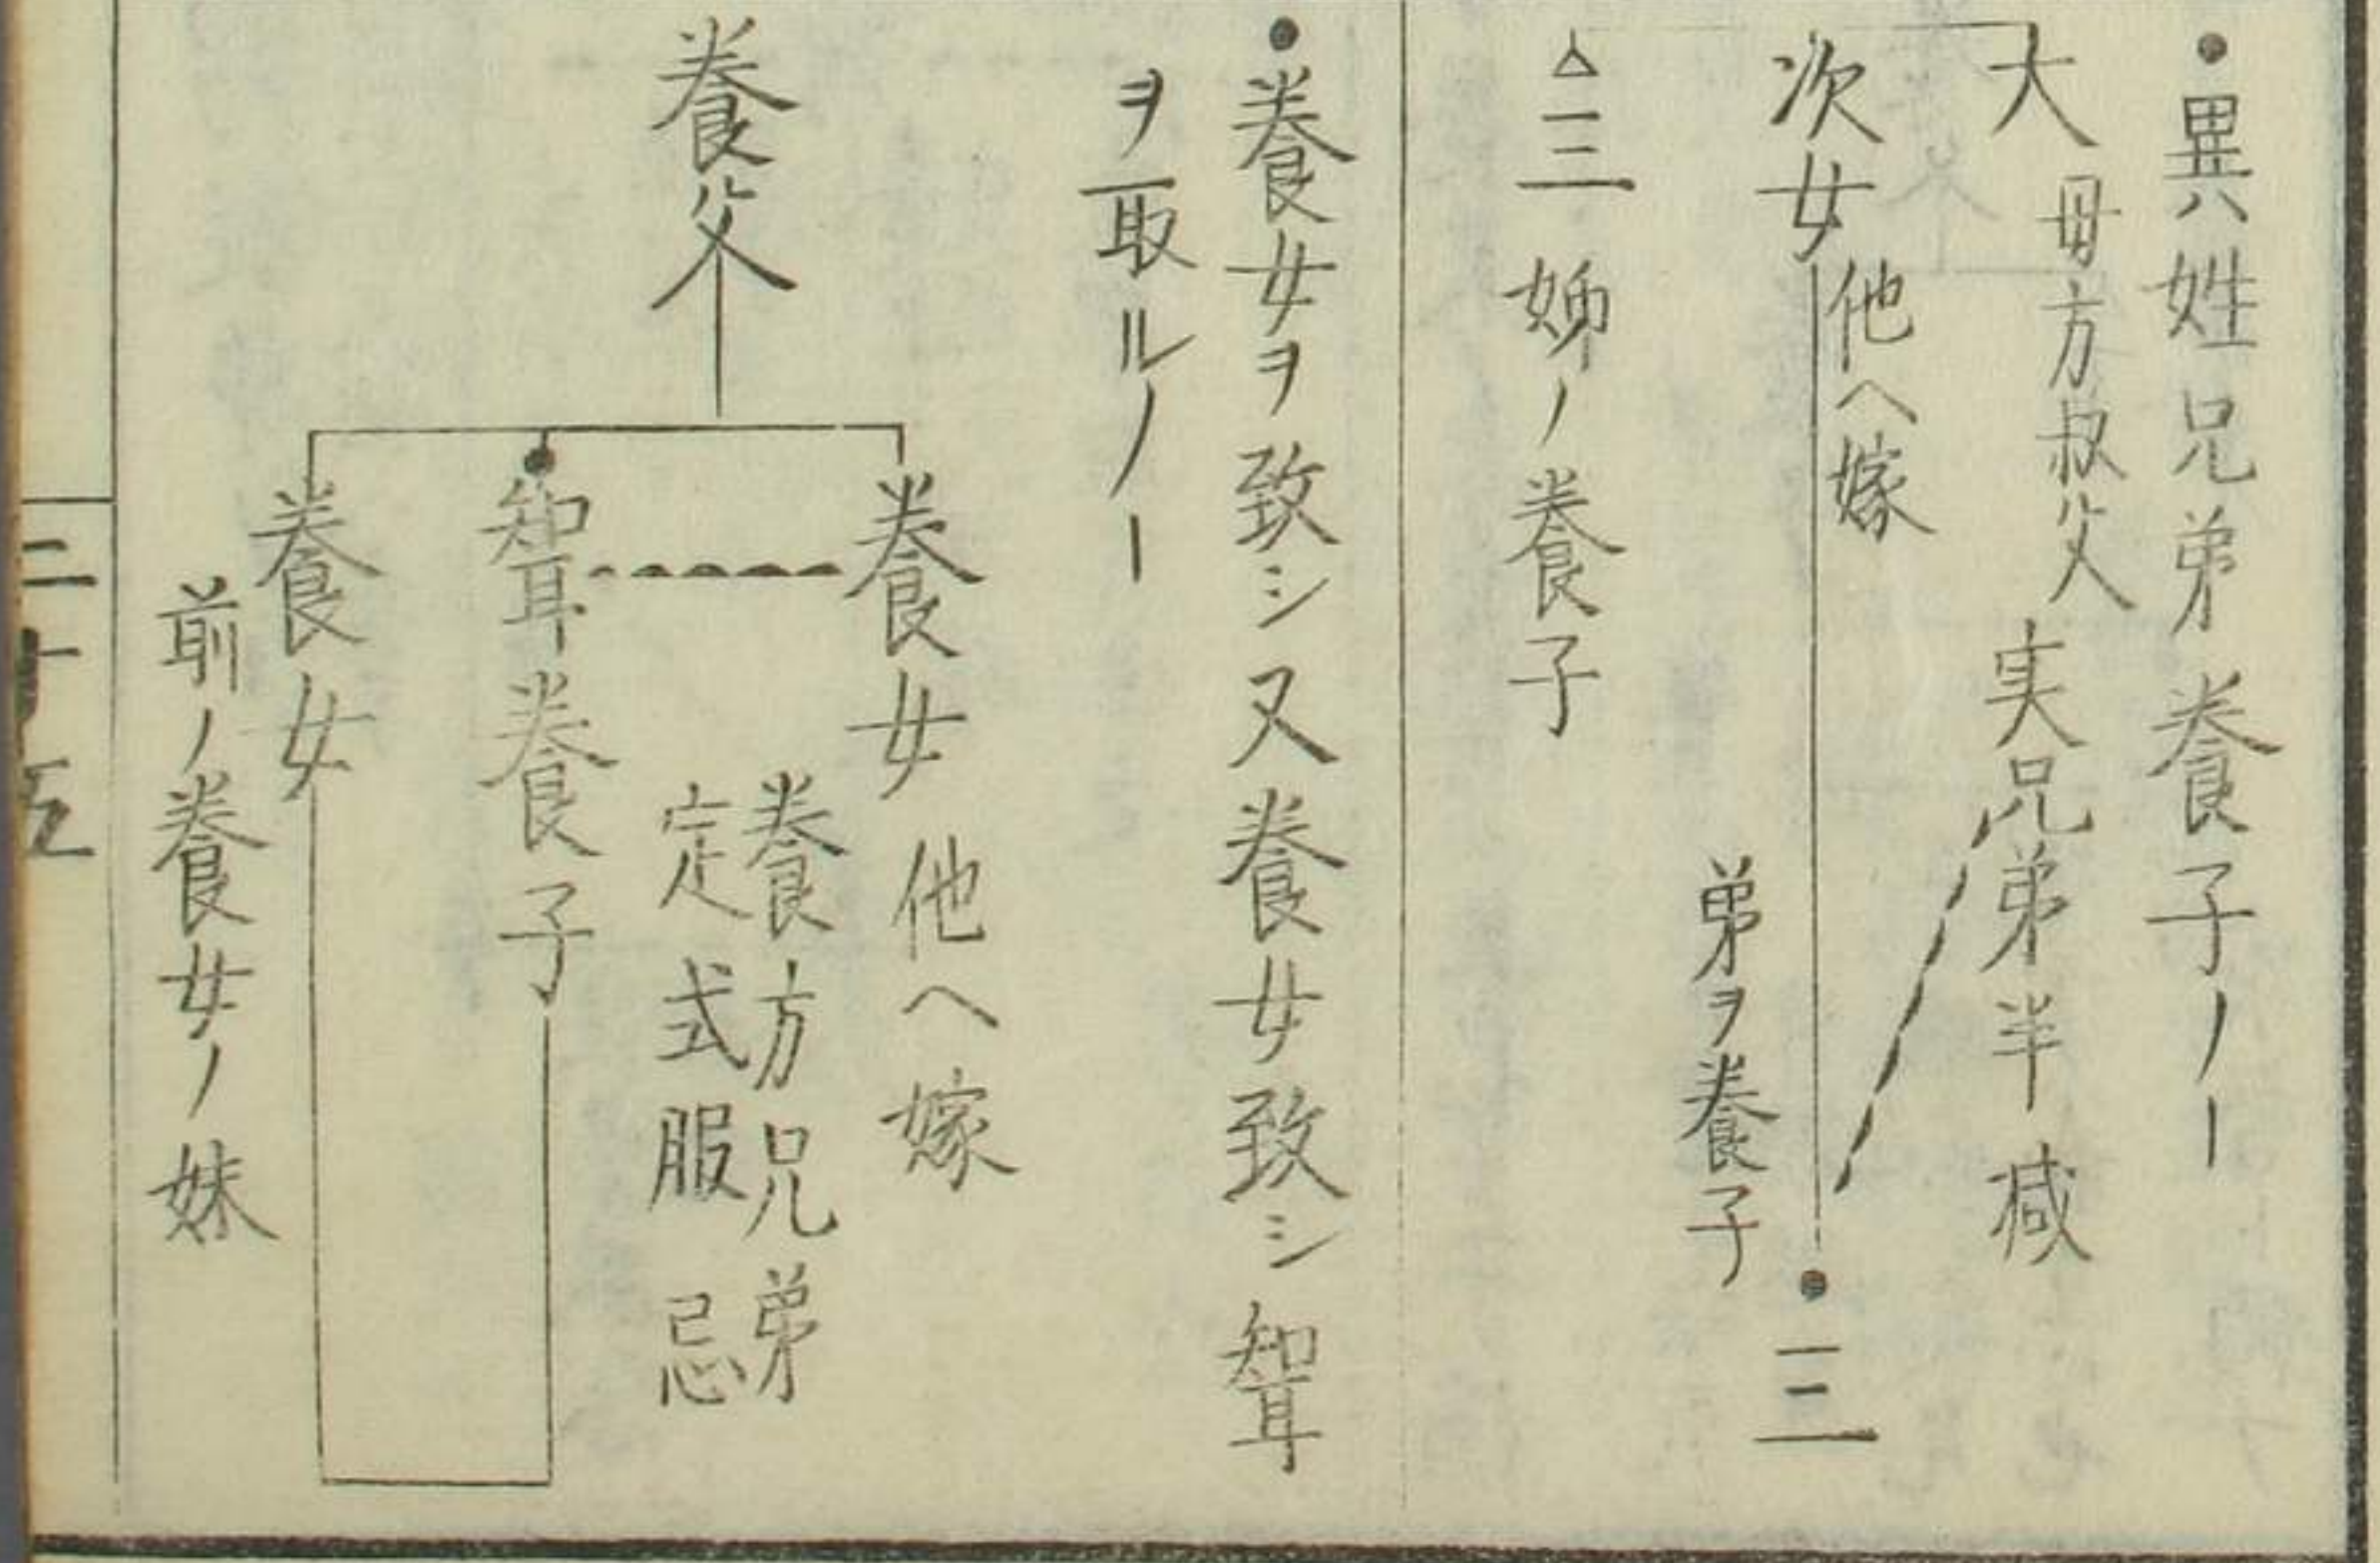 ●異姓兄弟養子ノ一
大
母方叔父
実兄弟半减
次女
他へ嫁
●三
弟ヲ養子
△三
姉ノ養子
●養女ヲ致シ又養女致シ聟
ヲ取ルノ一
養父
養女
他へ嫁
養方兄弟
定式服忌
●聟養子
養女
前ノ養女ノ妹
二十五